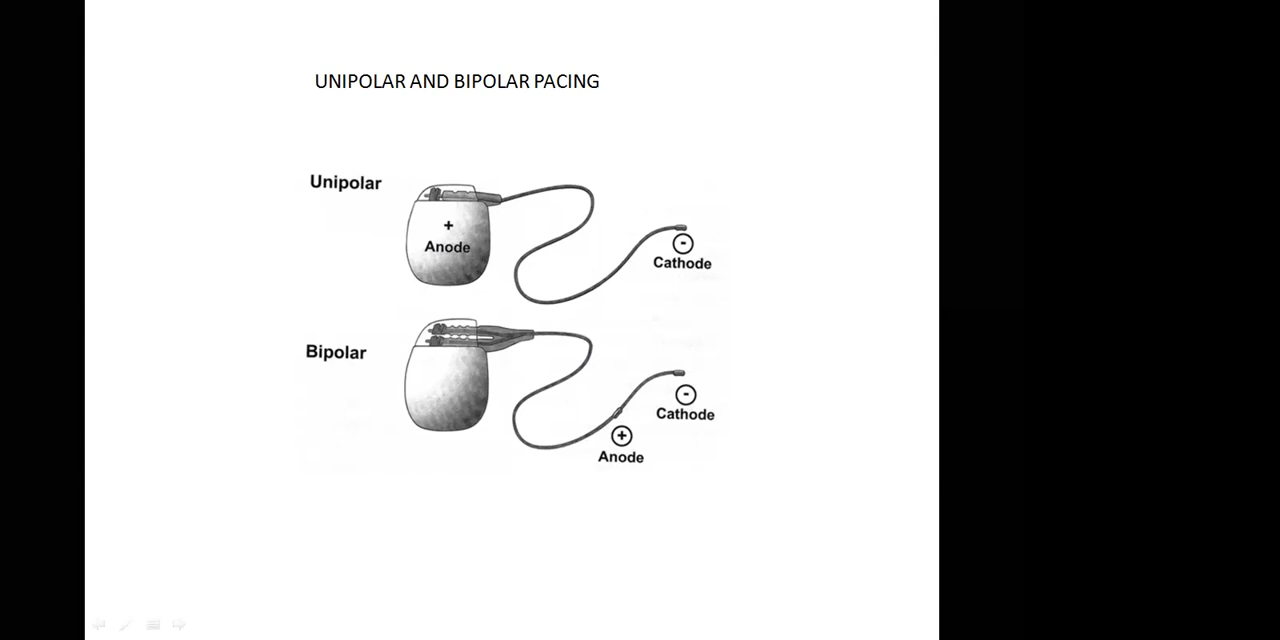 UNIPOLAR AND BIPOLAR PACING
Unipolar
+
Anode
-
Cathode
Bipolar
-
Cathode
+
Anode